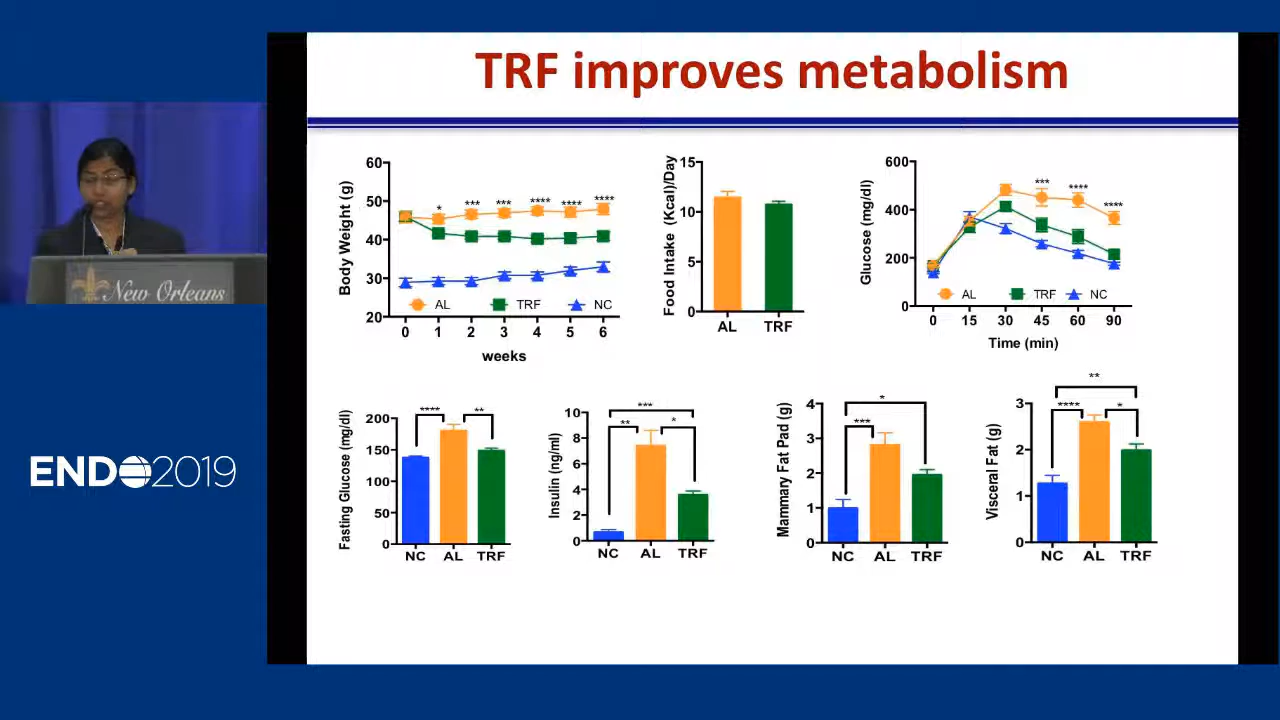 TRF improves metabolism
60
50
40
30
20
Body Weight (g)
*
***
***
****
****
****
AL
TRF
NC
0 1 2 3 4 5 6
weeks
15
10
5
0
Food Intake (Kcal)/Day
AL TRF
600
400
200
0
Glucose (mg/dl)
***
****
****
AL
TRF
NC
0 15 30 45 60 90
Time (min)
New Orleans
200
150
100
50
0
Fasting Glucose (mg/dl)
****
**
NC AL TRF
10
8
6
4
2
0
Insulin (ng/ml)
***
**
*
NC AL TRF
4
3
2
1
0
Mammary Fat Pad (g)
*
***
NC AL TRF
3
2
1
0
Visceral Fat (g)
**
****
*
NC AL TRF
ENDO2019